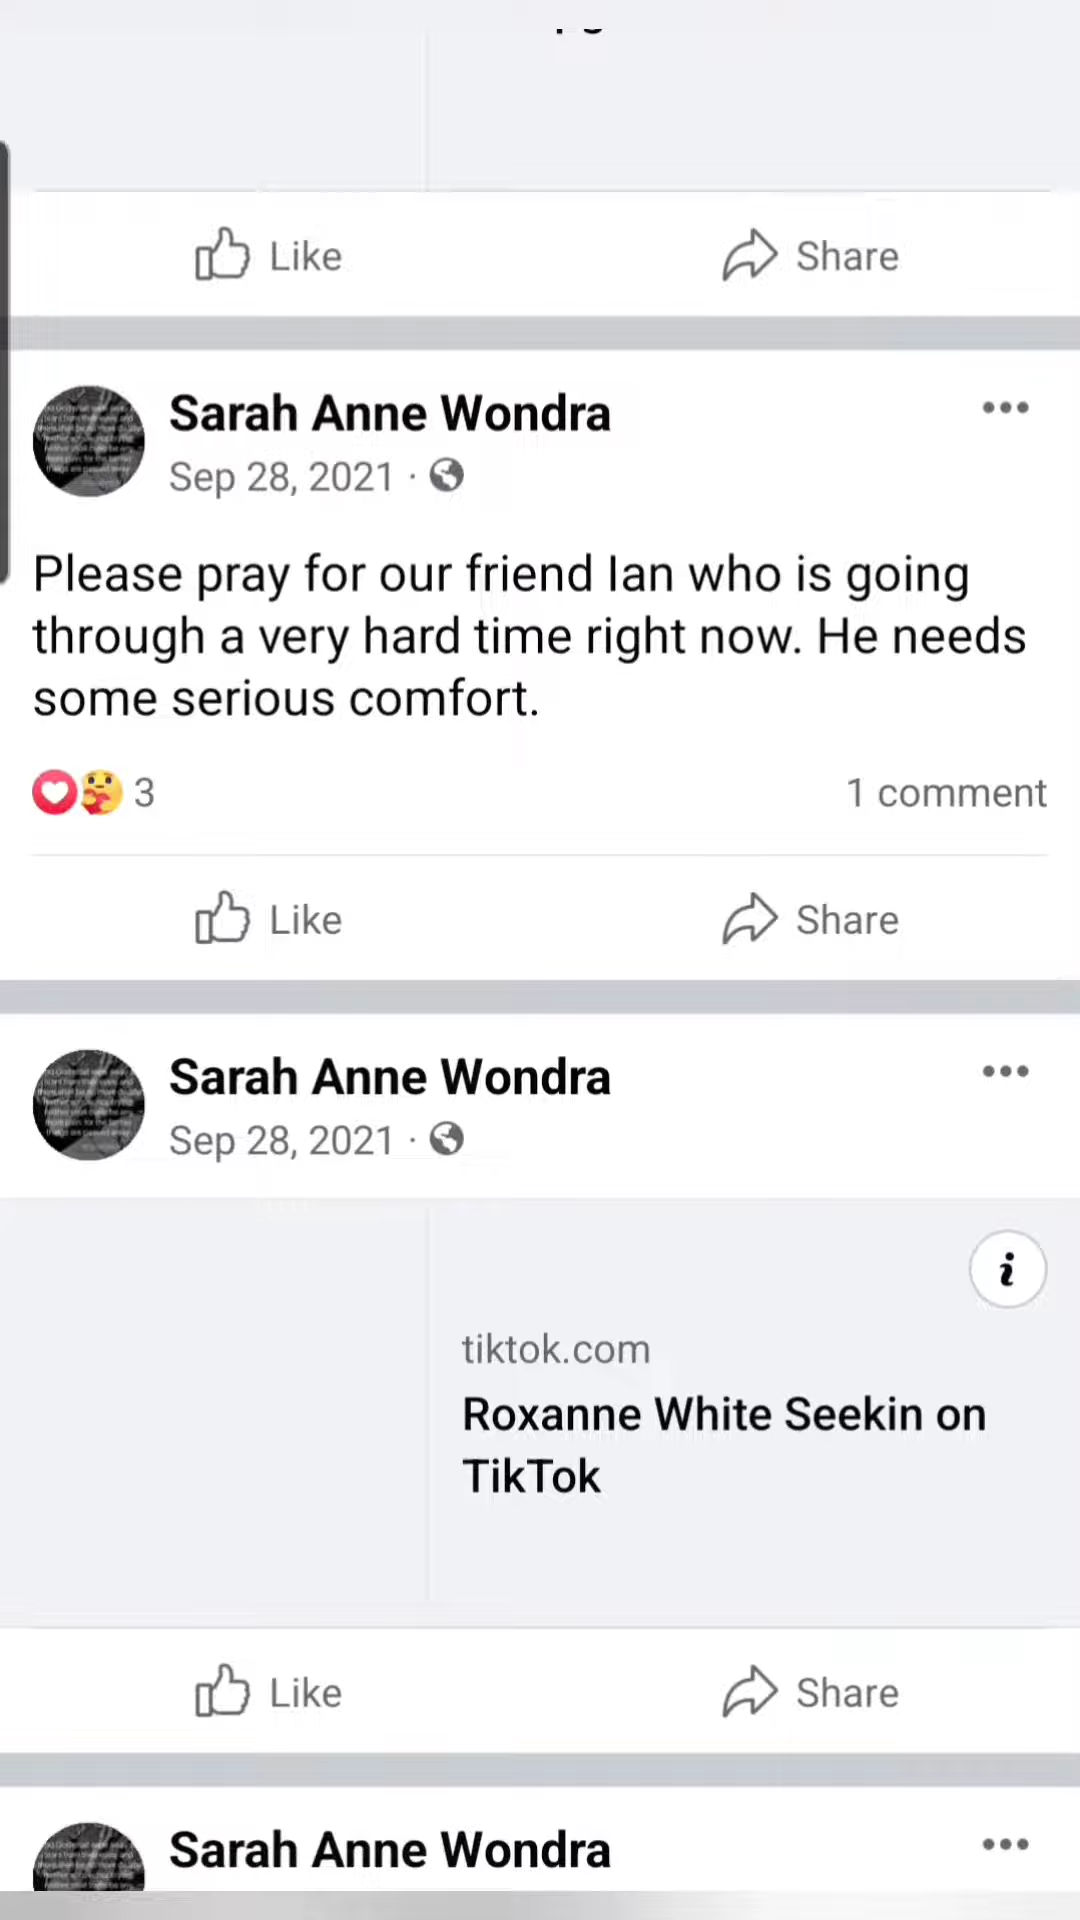 Like
Share
Sarah Anne Wondra
Sep 28, 2021 ·
Please pray for our friend Ian who is going
through a very hard time right now. He needs
some serious comfort.
3
1 comment
Like
Share
Sarah Anne Wondra
Sep 28, 2021 ·
i
tiktok.com
Roxanne White Seekin on
TikTok
Like
Share
Sarah Anne Wondra